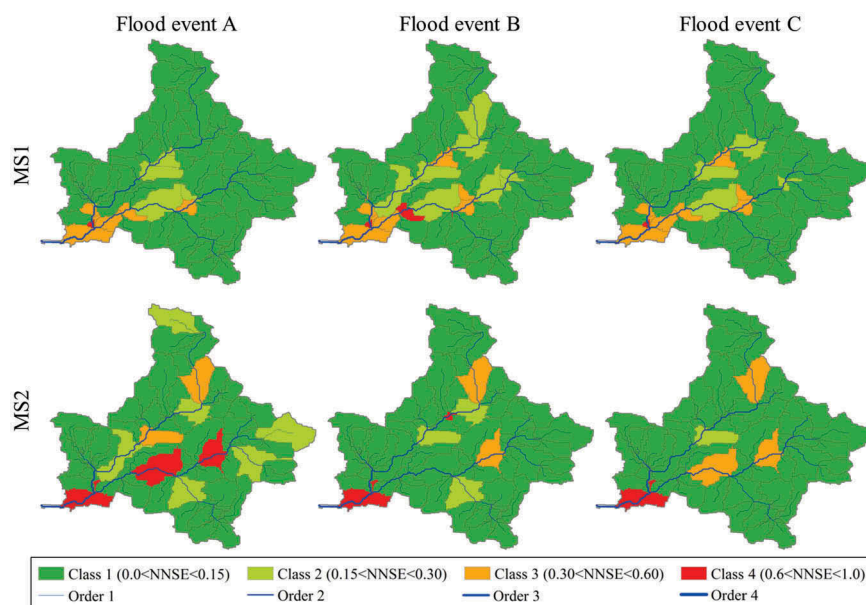 Flood event A Flood event B Flood event C
MS1
MS2
Class 1 (0.0<NNSE<0.15) Class 2 (0.15<NNSE<0.30) Class 3 (0.30<NNSE<0.60) Class 4 (0.6<NNSE<1.0)
Order 1 Order 2 Order 3 Order 4